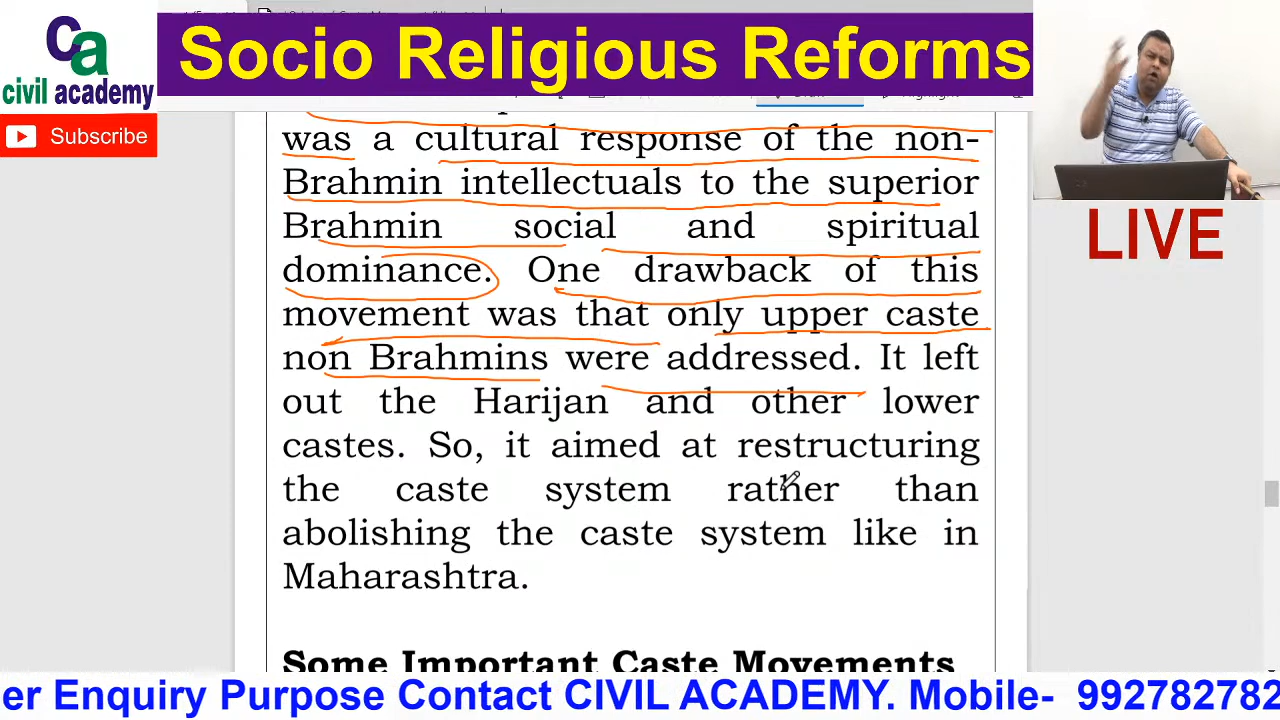 ca
civil academy
Socio Religious Reforms
Subscribe
LIVE
was a cultural response of the non-
Brahmin intellectuals to the superior
Brahmin social and spiritual
dominance. One drawback of this
movement was that only upper caste
non Brahmins were addressed. It left
out the Harijan and other lower
castes. So, it aimed at restructuring
the caste system rather than
abolishing the caste system like in
Maharashtra.
Some Important Caste Movements
er Enquiry Purpose Contact CIVIL ACADEMY. Mobile- 992782782